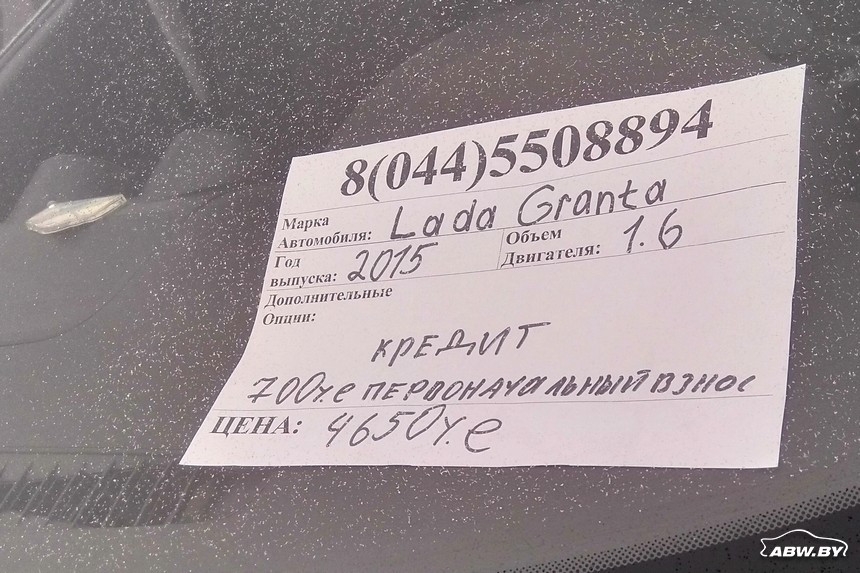 8(044)5508894
Марка
Автомобиля: Lada Granta
Год
выпуска: 2015
Объем
Двигателя: 1.6
Дополнительные
Опции:
КРЕДИТ
700У.е ПЕРВОНАЧАЛЬНЫЙ ВЗНОС
ЦЕНА: 4650У.е
ABW.BY